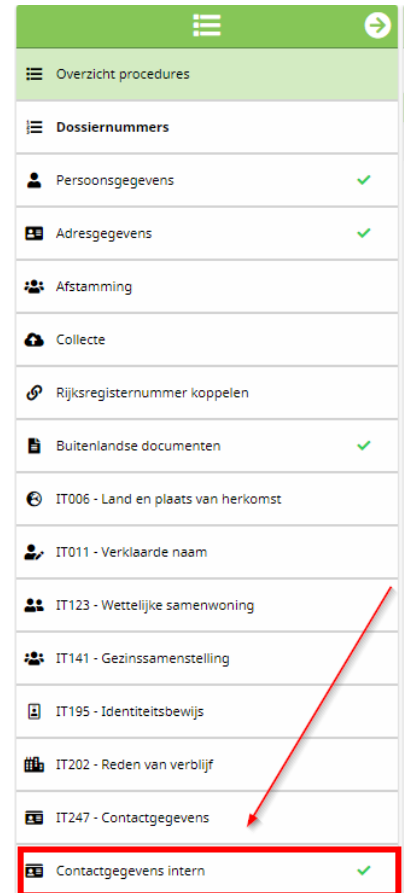 Overzicht procedures
Dossiernummers
Persoonsgegevens
Adresgegevens
Afstamming
Collecte
Rijksregisternummer koppelen
Buitenlandse documenten
IT006 - Land en plaats van herkomst
IT011 - Verklaarde naam
IT123 - Wettelijke samenwoning
IT141 - Gezinssamenstelling
IT195 - Identiteitsbewijs
IT202 - Reden van verblijf
IT247 - Contactgegevens
Contactgegevens intern